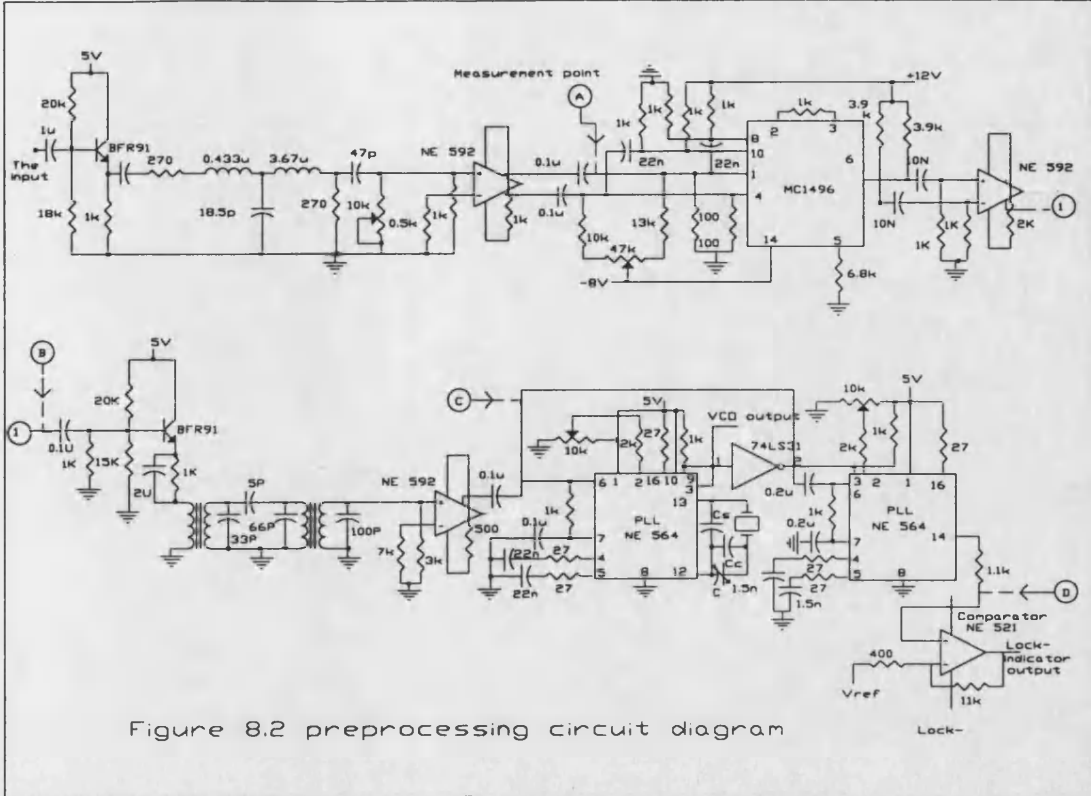 5V
20k
1u
BFR91
The
input
270
0.433u
3.67u
47p
18k
1k
18.5p
270
10k
0.5k
1k
1k
NE 592
1k
Measurement point
A
0.1u
0.1u
1k
1k
1k
1k
22n
22n
10k
47k
13k
100
100
-8V
+12V
1k
2
3
8
10
1
4
14
5
6
MC1496
6.8k
3.9
k
3.9k
10N
10N
1K
1K
NE 592
2K
1
B
1
0.1U
1K
15K
20K
5V
BFR91
2U
1K
5P
33P
66P
100P
7k
3k
NE 592
500
0.1u
C
10k
5V
2k
27
1k
6
1
2
16
10
9
3
13
7
4
5
8
12
PLL
NE 564
1k
0.1u
22n
22n
27
27
VCO output
1
74LS31
2
Cs
Cc
C
1.5n
10k
5V
2k
1k
27
0.2u
1k
0.2u
3
2
1
16
6
7
4
5
8
14
PLL
NE 564
27
27
1.5n
1.1k
D
Comparator
NE 521
Lock-
indicator
output
400
Vref
11k
Lock-
Figure 8.2 preprocessing circuit diagram